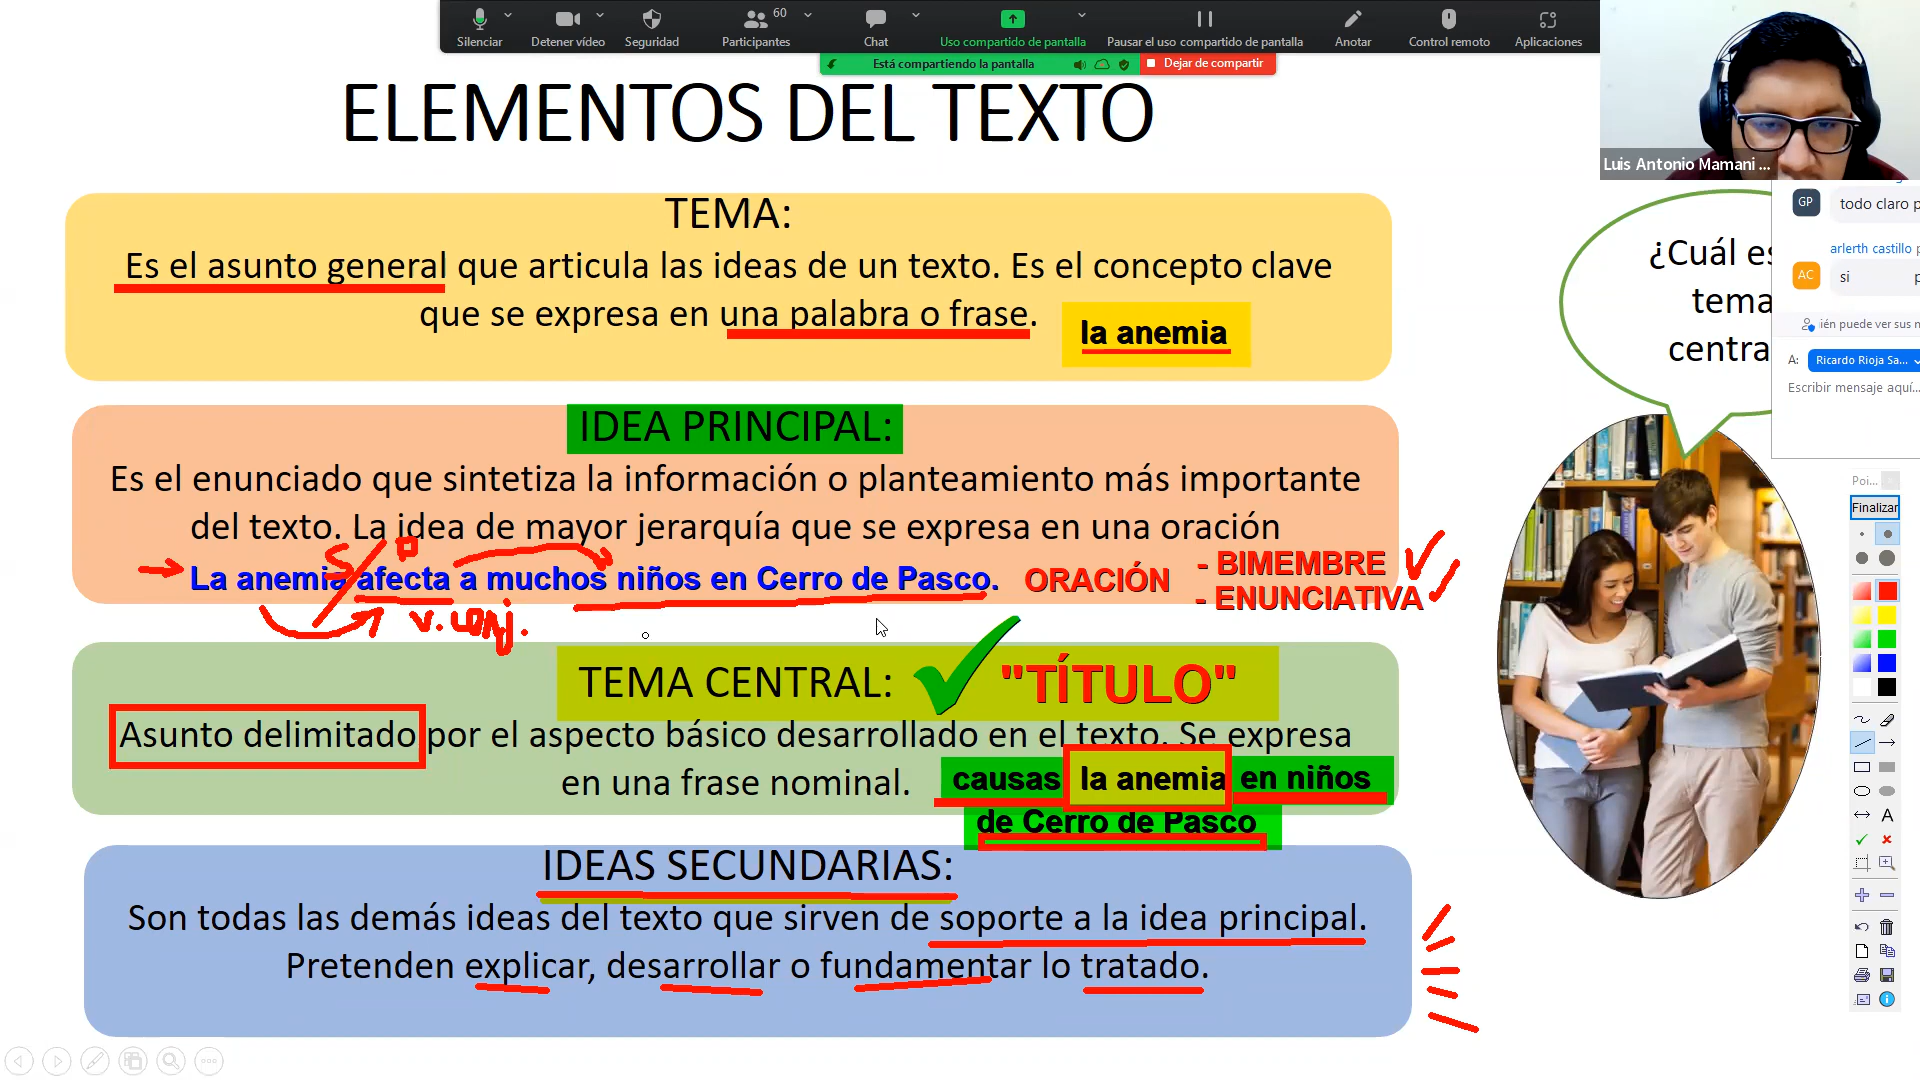 60
Silenciar
Detener vídeo
Seguridad
Participantes
Chat
Uso compartido de pantalla
Pausar el uso compartido de pantalla
Anotar
Control remoto
Aplicaciones
Está compartiendo la pantalla
Dejar de compartir
Luis Antonio Mamani ...
ELEMENTOS DEL TEXTO
TEMA:
Es el asunto general que articula las ideas de un texto. Es el concepto clave
que se expresa en una palabra o frase.
la anemia
IDEA PRINCIPAL:
Es el enunciado que sintetiza la información o planteamiento más importante
del texto. La idea de mayor jerarquía que se expresa en una oración
S P
La anemia afecta a muchos niños en Cerro de Pasco.
v. conj.
ORACIÓN
- BIMEMBRE
- ENUNCIATIVA
TEMA CENTRAL:
"TÍTULO"
Asunto delimitado por el aspecto básico desarrollado en el texto. Se expresa
en una frase nominal.
causas la anemia en niños
de Cerro de Pasco
IDEAS SECUNDARIAS:
Son todas las demás ideas del texto que sirven de soporte a la idea principal.
Pretenden explicar, desarrollar o fundamentar lo tratado.
¿Cuál es
tema
centra
GP
todo claro p
arlerth castillo p
AC
si p
ién puede ver sus n
A:
Ricardo Rioja Sa...
Escribir mensaje aquí...
Poi...
Finalizar
A